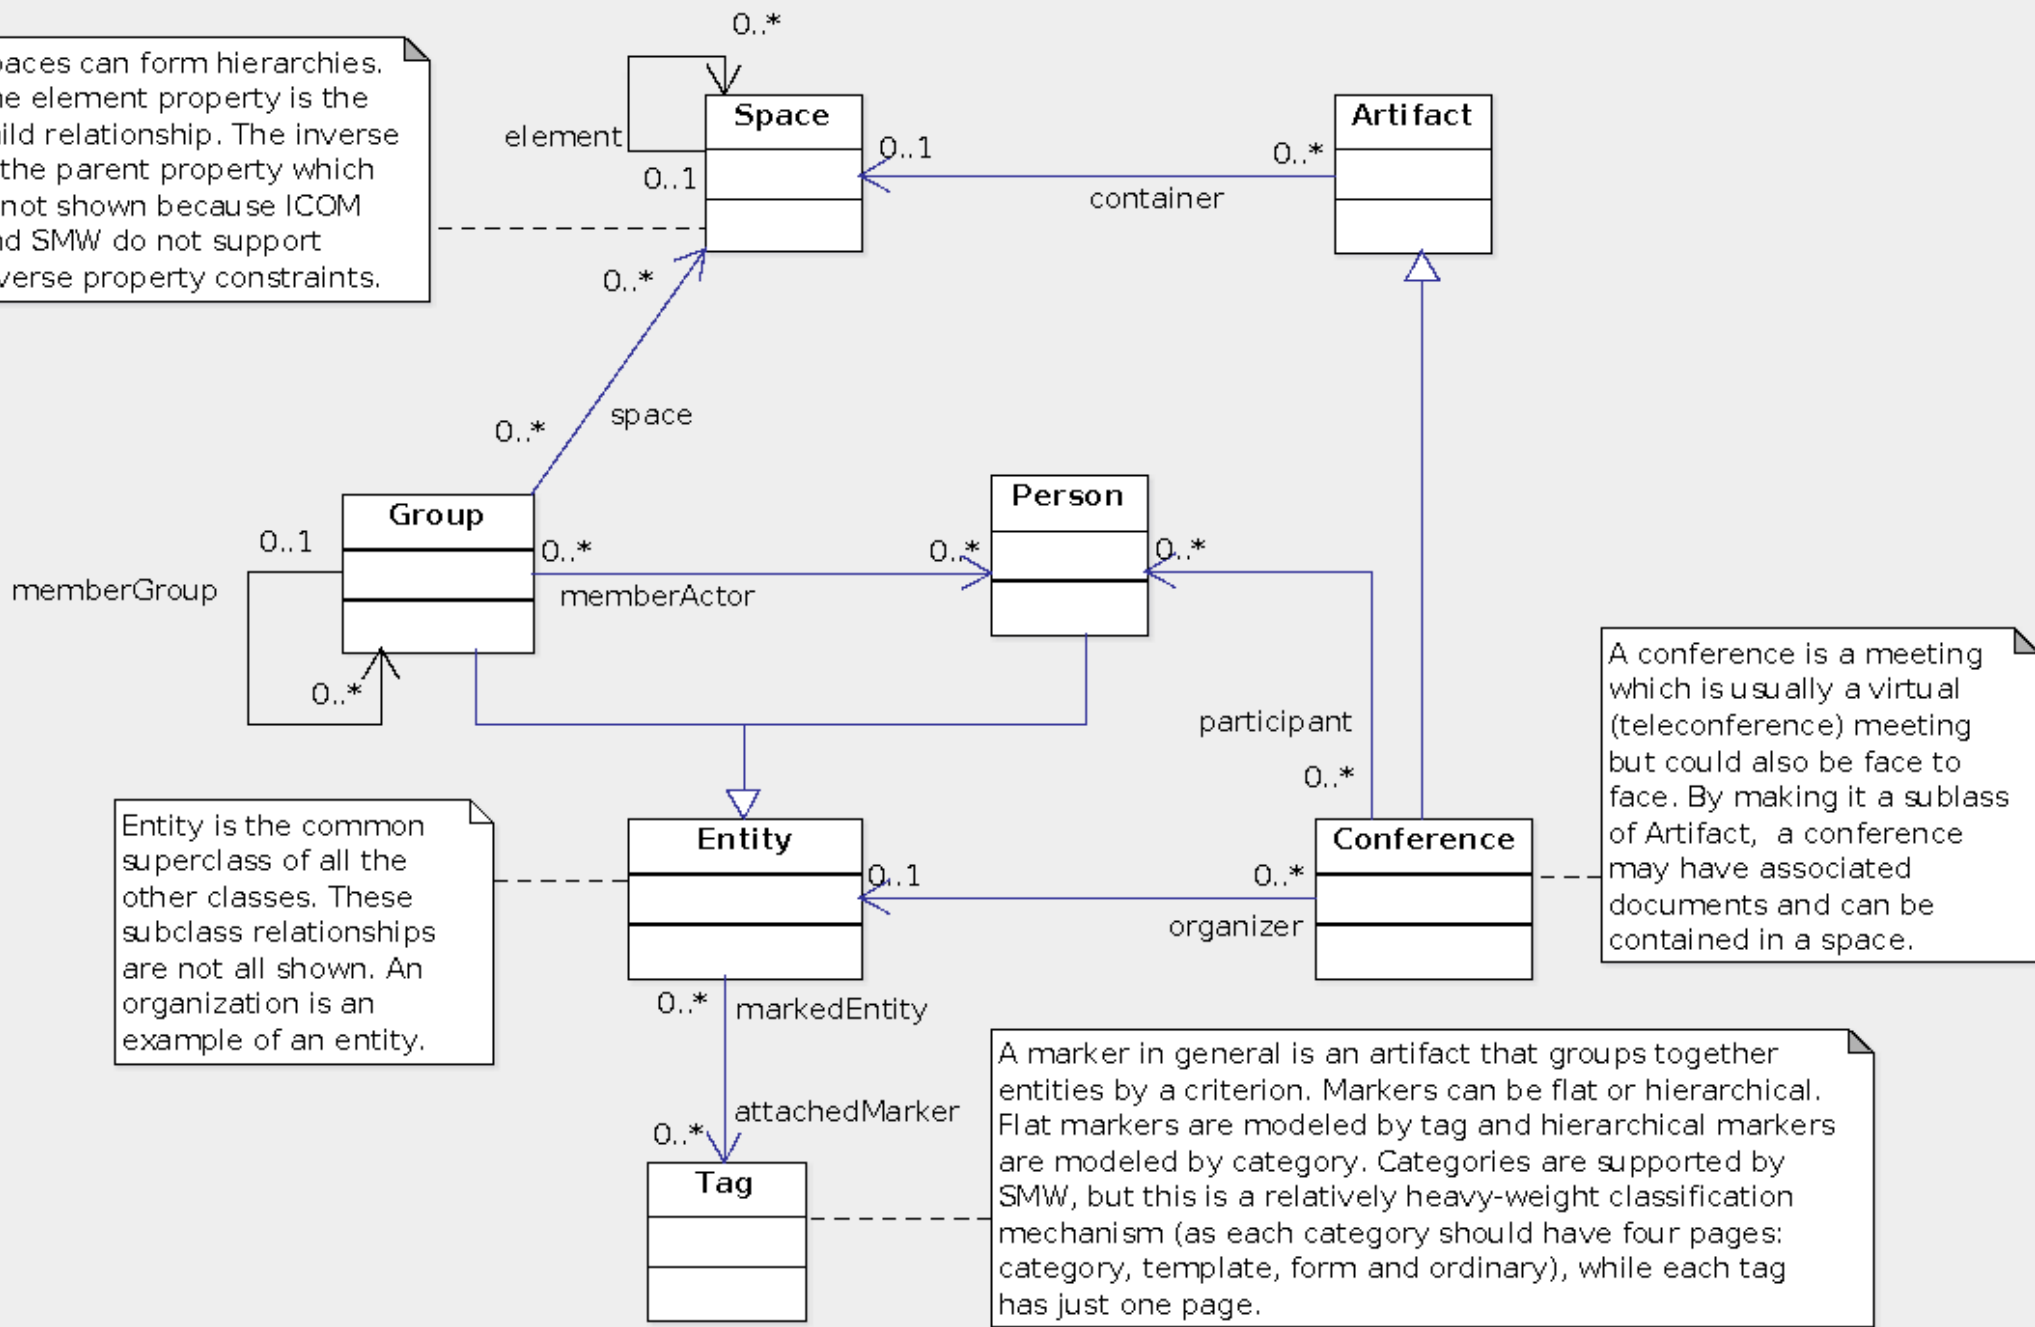 0..*
paces can form hierarchies.
ne element property is the
ild relationship. The inverse
the parent property which
not shown because ICOM
nd SMW do not support
verse property constraints.
element
Space
0..1
0..1
0..*
container
Artifact
0..*
space
0..*
Group
0..1
memberGroup
0..*
0..*
memberActor
0..*
Person
0..*
participant
0..*
A conference is a meeting
which is usually a virtual
(teleconference) meeting
but could also be face to
face. By making it a sublass
of Artifact, a conference
may have associated
documents and can be
contained in a space.
Entity is the common
superclass of all the
other classes. These
subclass relationships
are not all shown. An
organization is an
example of an entity.
Entity
0..1
0..*
organizer
Conference
0..*
markedEntity
attachedMarker
0..*
Tag
A marker in general is an artifact that groups together
entities by a criterion. Markers can be flat or hierarchical.
Flat markers are modeled by tag and hierarchical markers
are modeled by category. Categories are supported by
SMW, but this is a relatively heavy-weight classification
mechanism (as each category should have four pages:
category, template, form and ordinary), while each tag
has just one page.